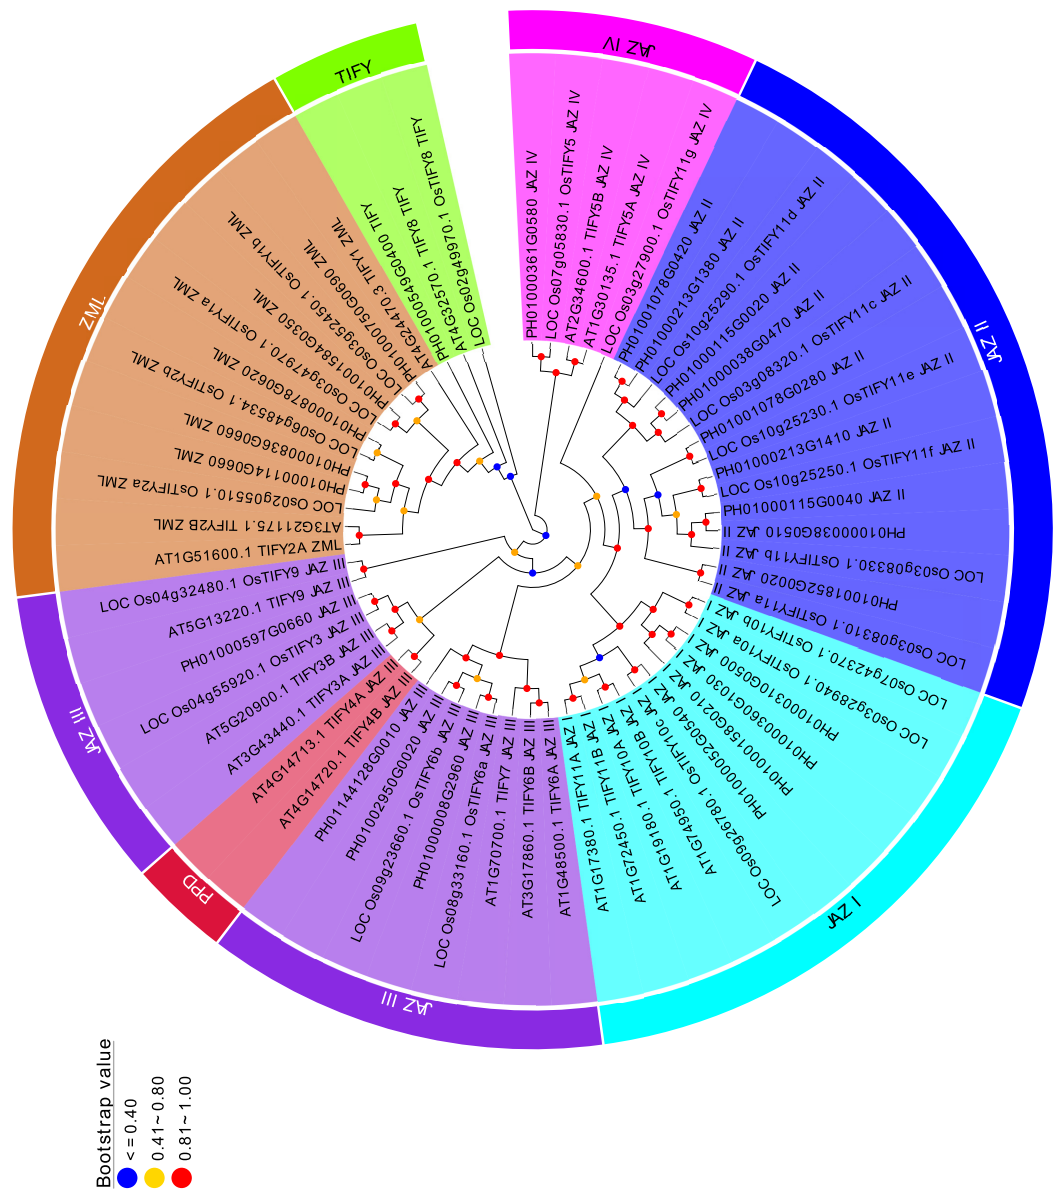 TIFY
JAZ IV
JAZ II
JAZ I
JAZ III
PPD
JAZ III
ZML
PH01000361G0580 JAZ IV
LOC Os07g05830.1 OsTIFY5 JAZ IV
AT2G34600.1 TIFY5B JAZ IV
AT1G30135.1 TIFY5A JAZ IV
LOC Os03g27900.1 OsTIFY11g JAZ IV
PH01001078G0420 JAZ II
PH01000213G1380 JAZ II
LOC Os10g25290.1 OsTIFY11d JAZ II
PH01000115G0020 JAZ II
PH01000038G0470 JAZ II
LOC Os03g08320.1 OsTIFY11c JAZ II
PH01001078G0280 JAZ II
LOC Os10g25230.1 OsTIFY11e JAZ II
PH01000213G1410 JAZ II
LOC Os10g25250.1 OsTIFY11f JAZ II
PH01000115G0040 JAZ II
PH01000038G0510 JAZ II
LOC Os03g08330.1 OsTIFY11b JAZ II
PH01001852G0020 JAZ II
LOC Os03g08310.1 OsTIFY11a JAZ II
LOC Os07g42370.1 OsTIFY10b JAZ I
LOC Os03g28940.1 OsTIFY10a JAZ I
PH01000310G0500 JAZ I
PH01003360G1030 JAZ I
PH01000158G0210 JAZ I
PH01000052G0540 JAZ I
LOC Os09g26780.1 OsTIFY10c JAZ I
AT1G74950.1 TIFY10B JAZ I
AT1G19180.1 TIFY10A JAZ I
AT1G72450.1 TIFY11B JAZ I
AT1G17380.1 TIFY11A JAZ I
AT1G48500.1 TIFY6A JAZ III
AT3G17860.1 TIFY6B JAZ III
AT1G70700.1 TIFY7 JAZ III
LOC Os08g33160.1 OsTIFY6a JAZ III
PH01000008G2960 JAZ III
LOC Os09g23660.1 OsTIFY6b JAZ III
PH01002950G0020 JAZ III
PH01144128G0010 JAZ III
AT4G14720.1 TIFY4B JAZ III
AT4G14713.1 TIFY4A JAZ III
AT3G43440.1 TIFY3A JAZ III
AT5G20900.1 TIFY3B JAZ III
LOC Os04g55920.1 OsTIFY3 JAZ III
PH01000597G0660 JAZ III
AT5G13220.1 TIFY9 JAZ III
LOC Os04g32480.1 OsTIFY9 JAZ III
AT1G51600.1 TIFY2A ZML
AT3G21175.1 TIFY2B ZML
LOC Os02g05510.1 OsTIFY2a ZML
PH01000114G0660 ZML
PH01000836G0660 ZML
LOC Os06g48534.1 OsTIFY2b ZML
PH01000878G0620 ZML
LOC Os03g47970.1 OsTIFY1a ZML
PH01001584G0350 ZML
LOC Os03g52450.1 OsTIFY1b ZML
PH01000750G0690 ZML
AT4G24470.3 TIFY1 ZML
PH01000549G0400 TIFY
AT4G32570.1 TIFY8 TIFY
LOC Os02g49970.1 OsTIFY8 TIFY
Bootstrap value
<=0.40
0.41~0.80
0.81~1.00